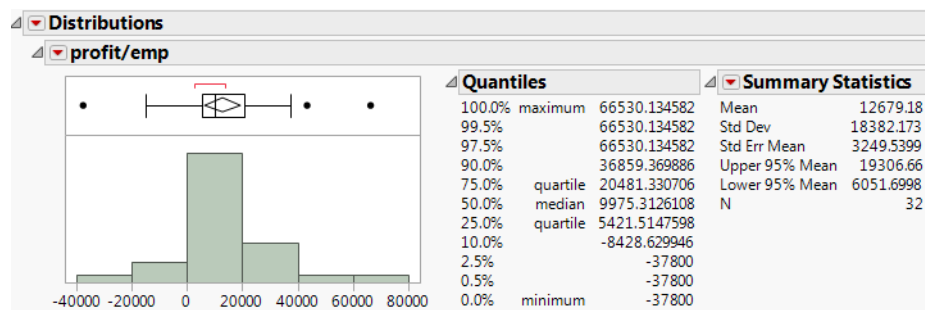 Distributions
profit/emp
-40000 -20000 0 20000 40000 60000 80000
Quantiles
100.0% maximum 66530.134582
99.5% 66530.134582
97.5% 66530.134582
90.0% 36859.369886
75.0% quartile 20481.330706
50.0% median 9975.3126108
25.0% quartile 5421.5147598
10.0% -8428.629946
2.5% -37800
0.5% -37800
0.0% minimum -37800
Summary Statistics
Mean 12679.18
Std Dev 18382.173
Std Err Mean 3249.5399
Upper 95% Mean 19306.66
Lower 95% Mean 6051.6998
N 32